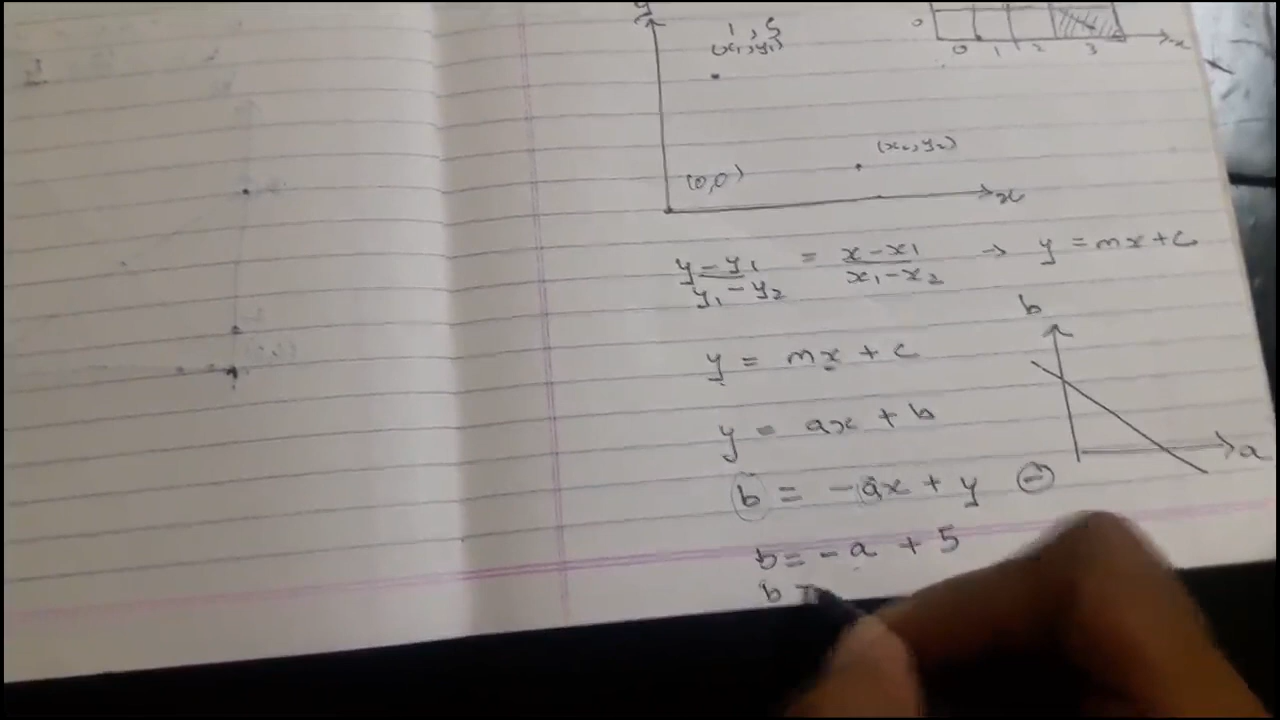 y
1 , 5
(x1, y1)
0
0 1 2 3
x
(x2, y2)
(0,0)
x
y - y1 / y1 - y2 = x - x1 / x1 - x2 → y = mx + c
b
y = mx + c
y = ax + b
a
b = -ax + y
b = -a + 5
b =